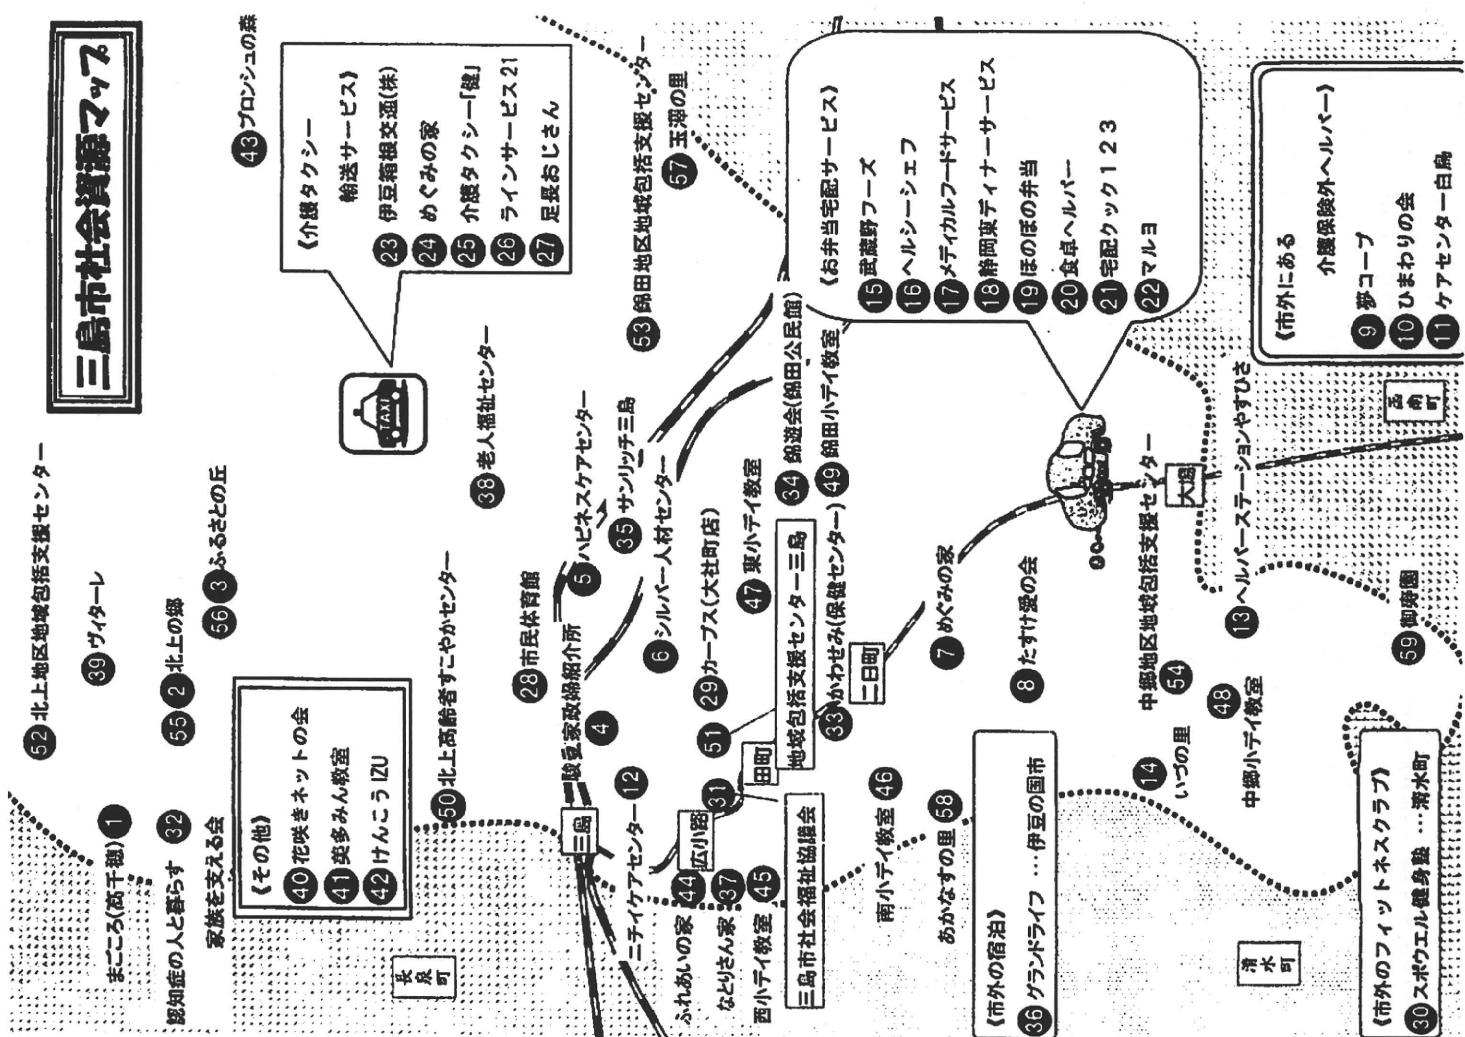 三島市社会資源マップ
52 北上地区地域包括支援センター
39 ヴィターレ
1 まごころ(高千穂)
55 2 北上の郷
56 3 ふるさとの丘
43 ブロンシュの森
32 認知症の人と暮らす
家族を支える会
《その他》
40 花咲きネットの会
41 英多みん教室
42 けんこうIZU
《介護タクシー
輸送サービス》
23 伊豆箱根交通(株)
24 めぐみの家
25 介護タクシー「健」
26 ラインサービス21
27 足長おじさん
TAXI
長泉町
50 北上高齢者すこやかセンター
38 老人福祉センター
28 市民体育館
三島
駿豆家政婦紹介所
4
5 ハピネスケアセンター
35 サンリッチ三島
53 錦田地区地域包括支援センター
57 玉沢の里
ニチイケアセンター 12
6 シルバー人材センター
広小路
44 ふれあいの家
29 カーブス(大社町店)
51
31
37 なとりさん家
45 西小デイ教室
田町
47 東小デイ教室
34 錦遊会(錦田公民館)
三島市社会福祉協議会
地域包括支援センター三島
33 かわせみ(保健センター)
49 錦田小デイ教室
二日町
南小デイ教室 46
あかなすの里 58
7 めぐみの家
8 たすけ愛の会
《お弁当宅配サービス》
15 武蔵野フーズ
16 ヘルシーシェフ
17 メディカルフードサービス
18 静岡東ディナーサービス
19 ほのぼの弁当
20 食卓ヘルパー
21 宅配クック123
22 マルヨ
《市外の宿泊》
36 グランドライフ …伊豆の国市
中郷地区地域包括支援センター
54
大場
14 いづの里
48 中郷小デイ教室
13 ヘルパーステーションやすひさ
清水町
函南町
59 御寿園
《市外にある
介護保険外ヘルパー》
9 夢コープ
10 ひまわりの会
11 ケアセンター白鳥
《市外のフィットネスクラブ》
30 スポウエル健身塾 …清水町